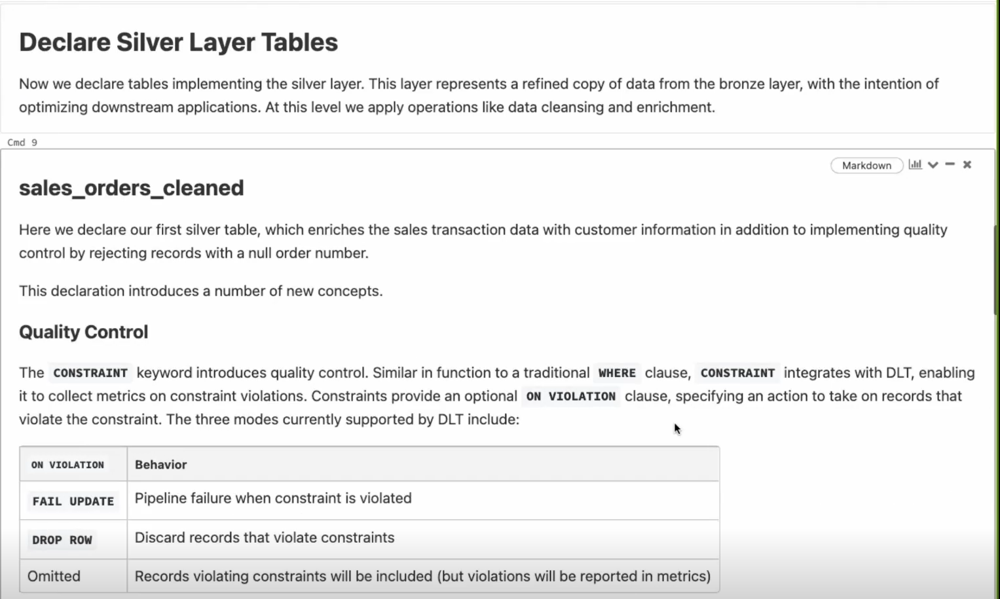 Declare Silver Layer Tables
Now we declare tables implementing the silver layer. This layer represents a refined copy of data from the bronze layer, with the intention of
optimizing downstream applications. At this level we apply operations like data cleansing and enrichment.
Cmd 9
Markdown
sales_orders_cleaned
Here we declare our first silver table, which enriches the sales transaction data with customer information in addition to implementing quality
control by rejecting records with a null order number.
This declaration introduces a number of new concepts.
Quality Control
The CONSTRAINT keyword introduces quality control. Similar in function to a traditional WHERE clause, CONSTRAINT integrates with DLT, enabling
it to collect metrics on constraint violations. Constraints provide an optional ON VIOLATION clause, specifying an action to take on records that
violate the constraint. The three modes currently supported by DLT include:
ON VIOLATION Behavior
FAIL UPDATE Pipeline failure when constraint is violated
DROP ROW Discard records that violate constraints
Omitted Records violating constraints will be included (but violations will be reported in metrics)